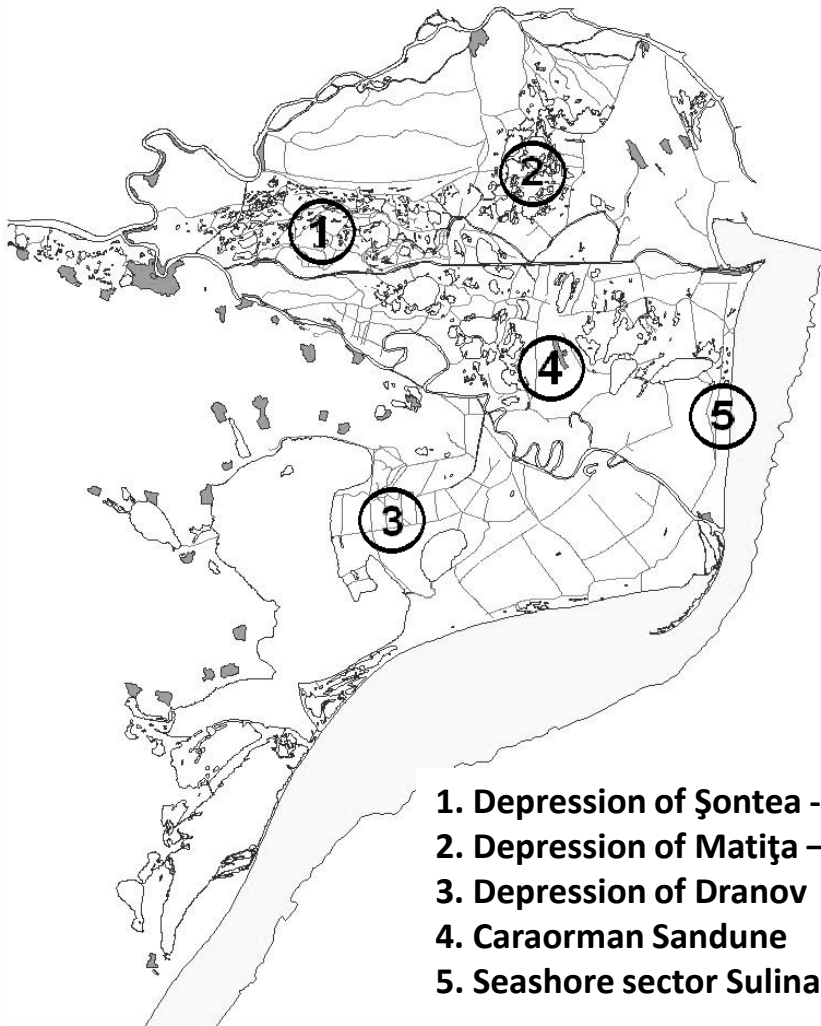 1
2
4
5
3
1. Depression of Şontea -
2. Depression of Matiţa –
3. Depression of Dranov
4. Caraorman Sandune
5. Seashore sector Sulina